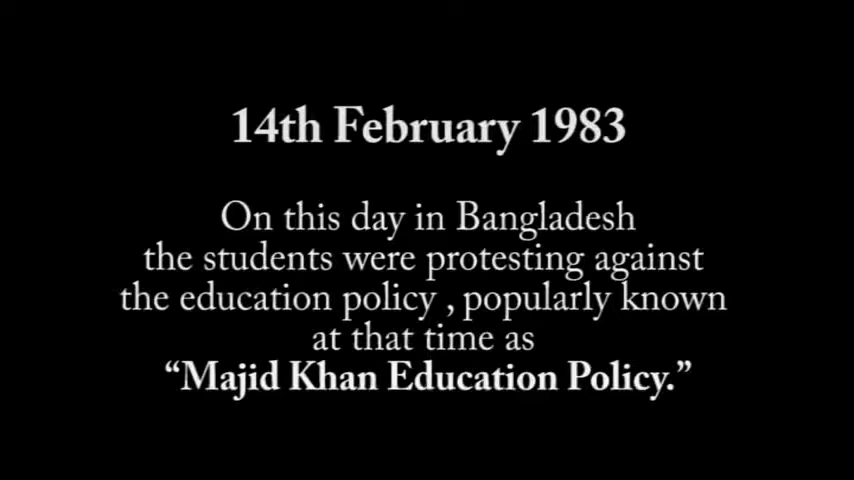 14th February 1983
On this day in Bangladesh
the students were protesting against
the education policy , popularly known
at that time as
“Majid Khan Education Policy.”